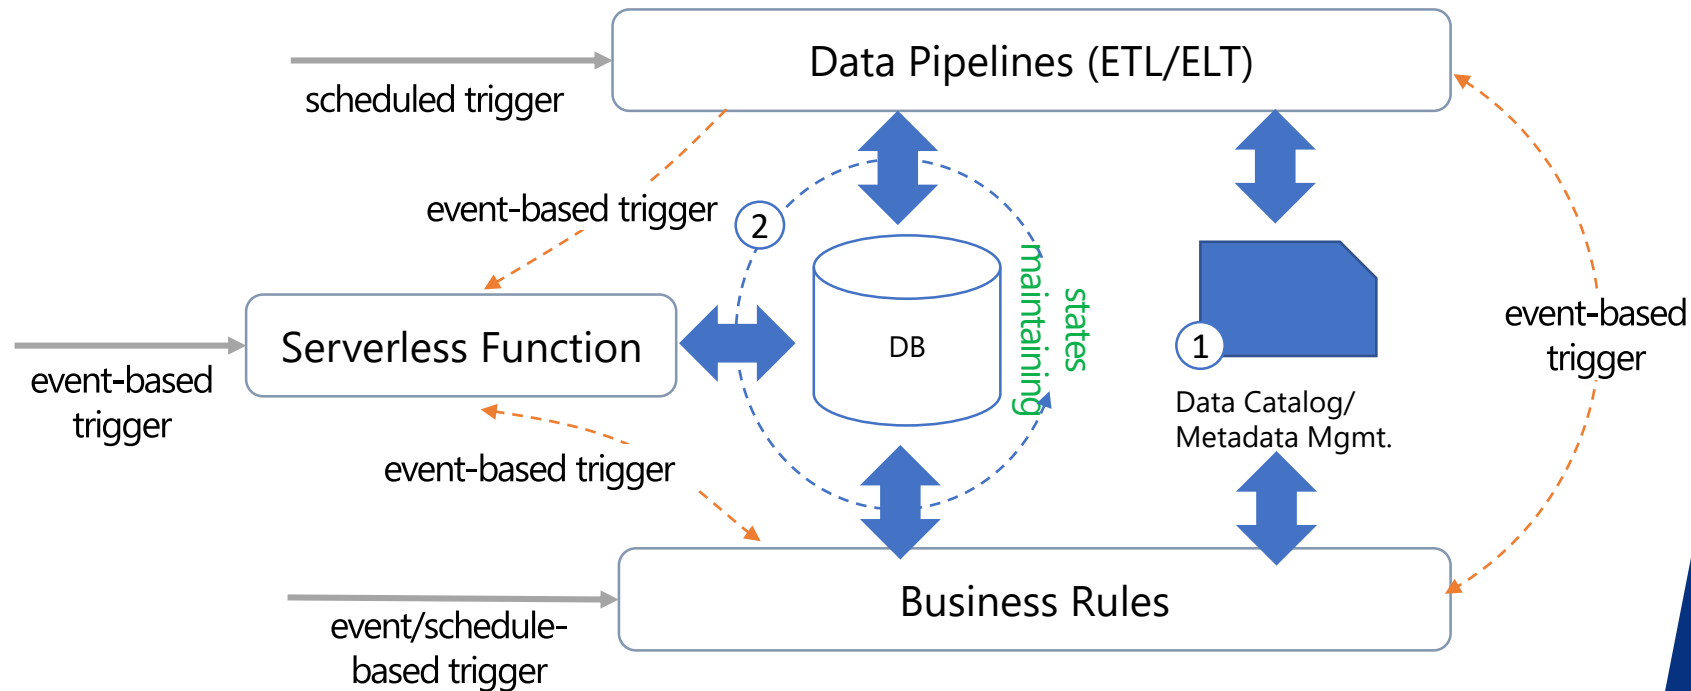 Data Pipelines (ETL/ELT)
scheduled trigger
event-based trigger
2
states
maintaining
Serverless Function
DB
1
event-based
trigger
event-based
trigger
Data Catalog/
Metadata Mgmt.
event-based trigger
Business Rules
event/schedule-
based trigger